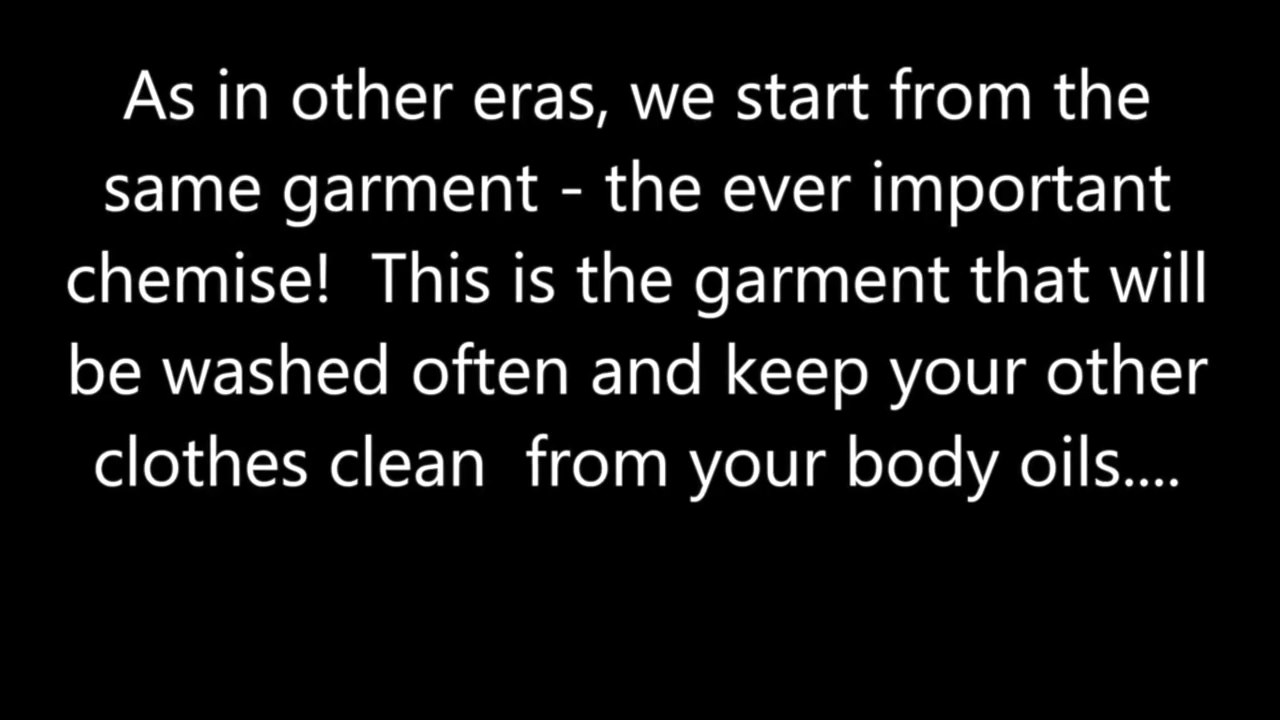 As in other eras, we start from the
same garment - the ever important
chemise!  This is the garment that will
be washed often and keep your other
clothes clean  from your body oils....